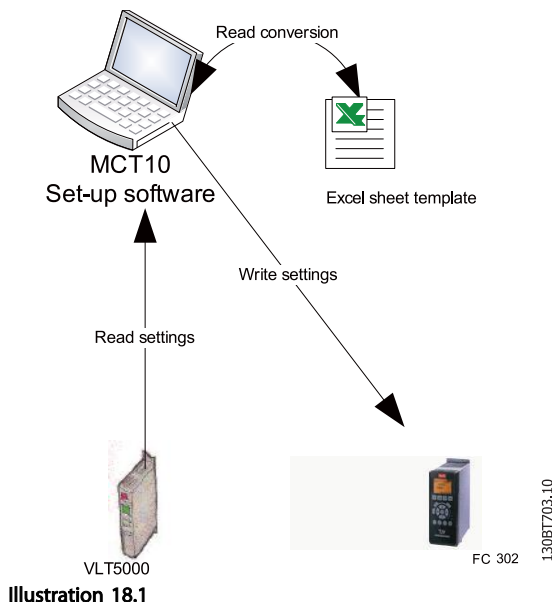 Read conversion
MCT10
Set-up software
Excel sheet template
Write settings
Read settings
VLT5000
FC 302
130BT703.10
Illustration 18.1